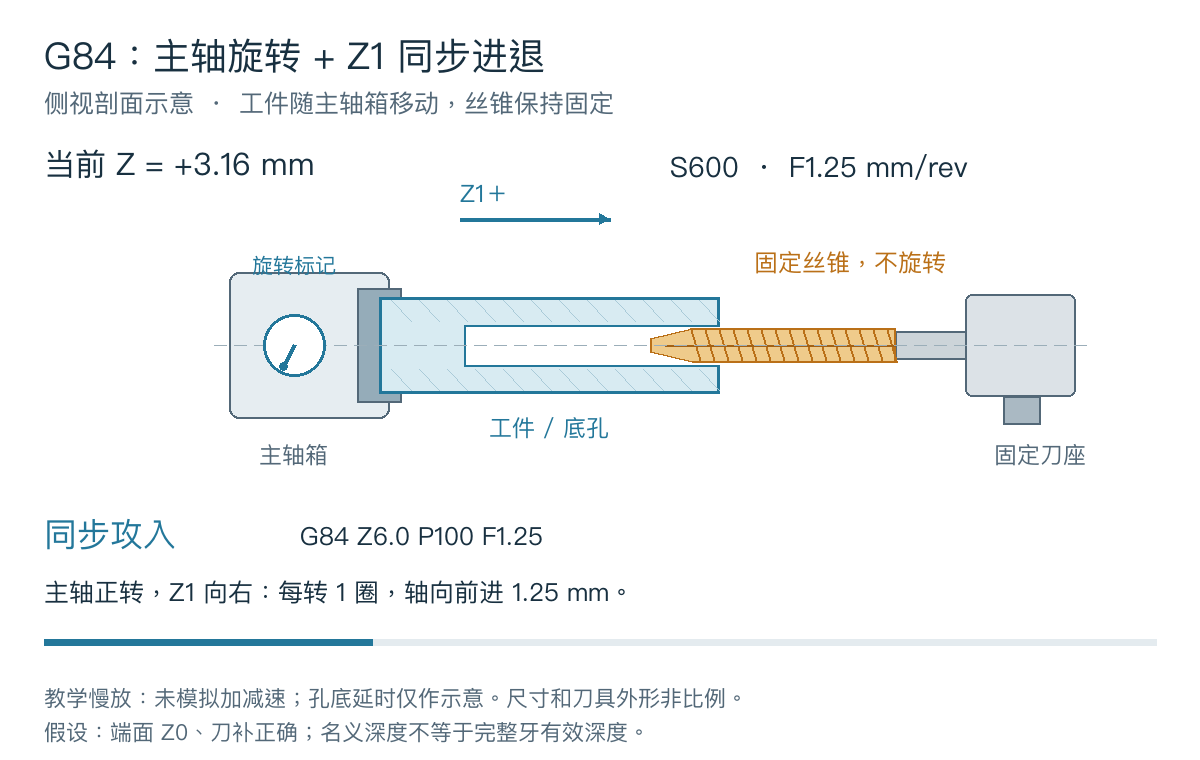 G84：主轴旋转 + Z1 同步进退
侧视剖面示意 · 工件随主轴箱移动，丝锥保持固定
当前 Z = +3.16 mm
S600 · F1.25 mm/rev
Z1+
旋转标记
固定丝锥，不旋转
工件 / 底孔
主轴箱
固定刀座
同步攻入
G84 Z6.0 P100 F1.25
主轴正转，Z1 向右：每转 1 圈，轴向前进 1.25 mm。
教学慢放：未模拟加减速；孔底延时仅作示意。尺寸和刀具外形非比例。
假设：端面 Z0、刀补正确；名义深度不等于完整牙有效深度。